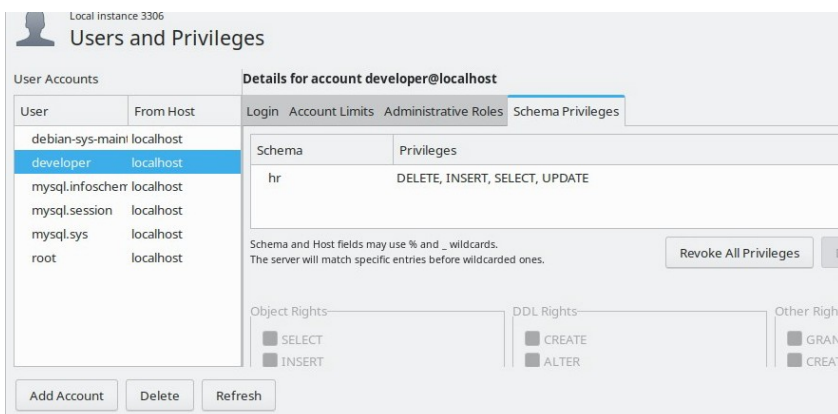 Local instance 3306
Users and Privileges
User Accounts
Details for account developer@localhost
User From Host
Login Account Limits Administrative Roles Schema Privileges
debian-sys-maint localhost
developer localhost
mysql.infoschem localhost
mysql.session localhost
mysql.sys localhost
root localhost
Schema Privileges
hr DELETE, INSERT, SELECT, UPDATE
Schema and Host fields may use % and _ wildcards.
The server will match specific entries before wildcarded ones.
Revoke All Privileges
Object Rights DDL Rights Other Righ
SELECT CREATE GRAN
INSERT ALTER CREA
Add Account Delete Refresh